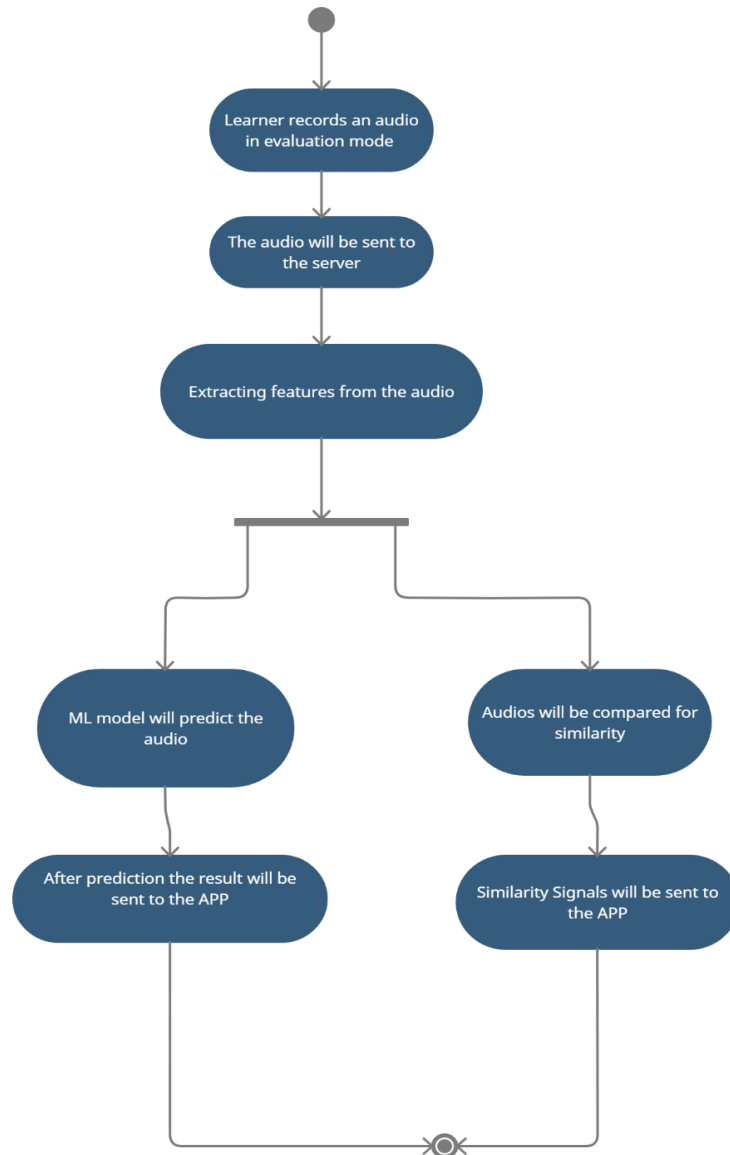 Learner records an audio
in evaluation mode
The audio will be sent to
the server
Extracting features from the audio
ML model will predict the
audio
Audios will be compared for
similarity
After prediction the result will be
sent to the APP
Similarity Signals will be sent to
the APP